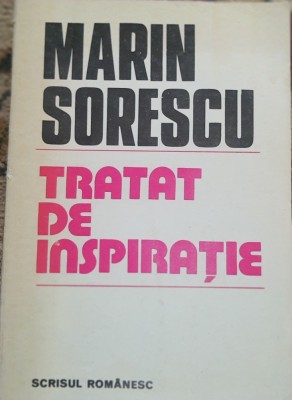 MARIN
SORESCU
TRATAT
DE
INSPIRAȚIE
SCRISUL ROMÂNESC